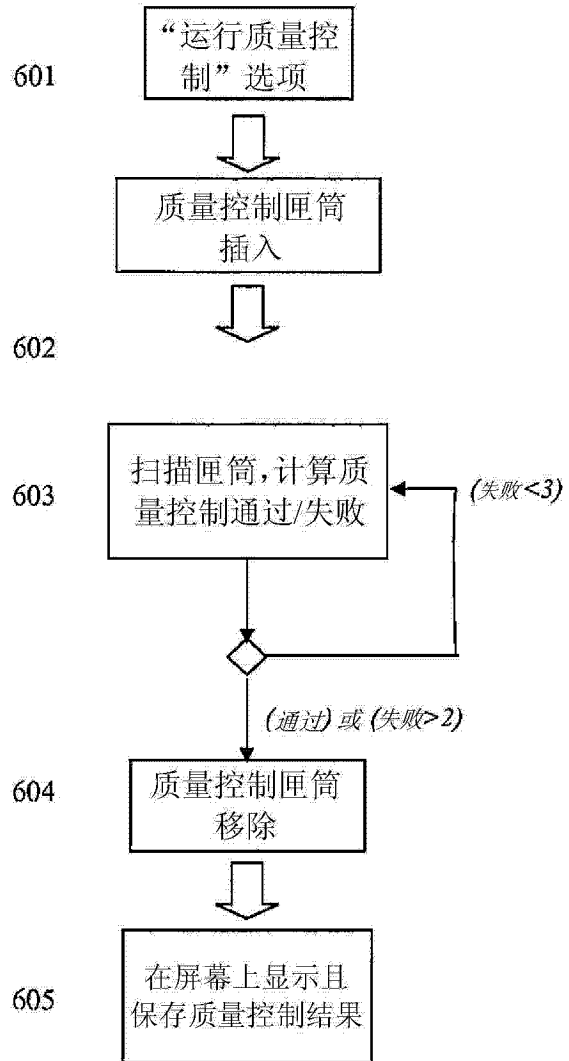 601
“运行质量控
制”选项
质量控制匣筒
插入
602
603
扫描匣筒，计算质
量控制通过/失败
(失败<3)
(通过) 或 (失败>2)
604
质量控制匣筒
移除
605
在屏幕上显示且
保存质量控制结果